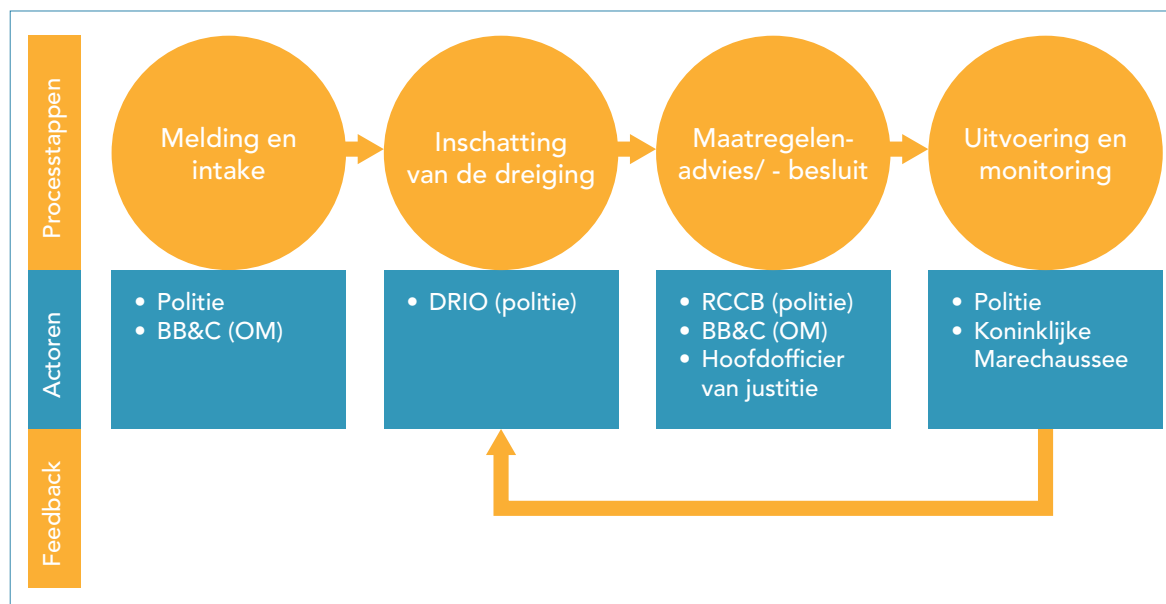 Processtappen
Melding en
intake
Inschatting
van de dreiging
Maatregelen-
advies/ - besluit
Uitvoering en
monitoring
Actoren
• Politie
• BB&C (OM)
• DRIO (politie)
• RCCB (politie)
• BB&C (OM)
• Hoofdofficier
van justitie
• Politie
• Koninklijke
Marechaussee
Feedback